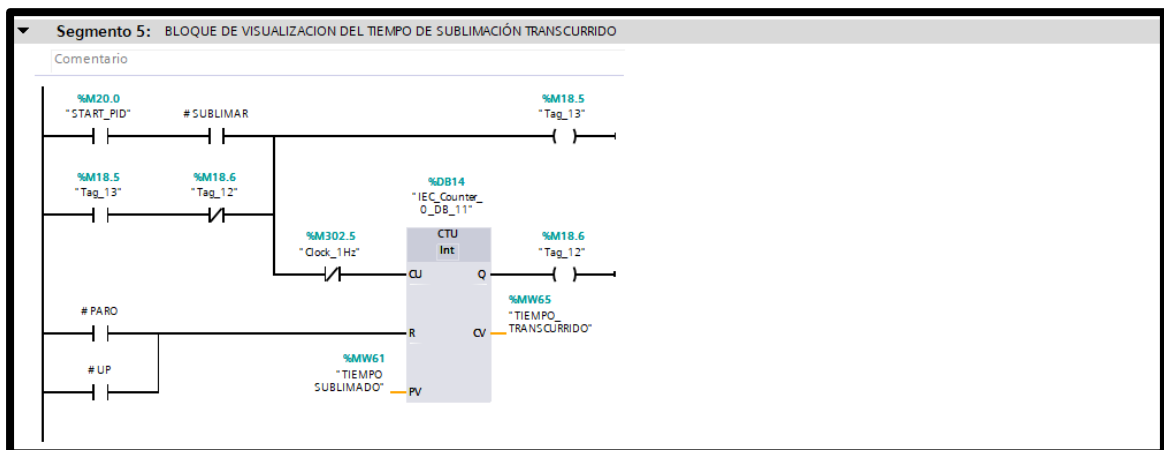 Segmento 5: BLOQUE DE VISUALIZACION DEL TIEMPO DE SUBLIMACIÓN TRANSCURRIDO
Comentario
%M20.0
"START_PID"
#SUBLIMAR
%M18.5
"Tag_13"
%M18.5
"Tag_13"
%M18.6
"Tag_12"
%DB14
"IEC_Counter_
0_DB_11"
CTU
Int
%M302.5
"Clock_1Hz"
%M18.6
"Tag_12"
CU
Q
%MW65
"TIEMPO_
TRANSCURRIDO"
#PARO
R
CV
#UP
%MW61
"TIEMPO
SUBLIMADO"
PV